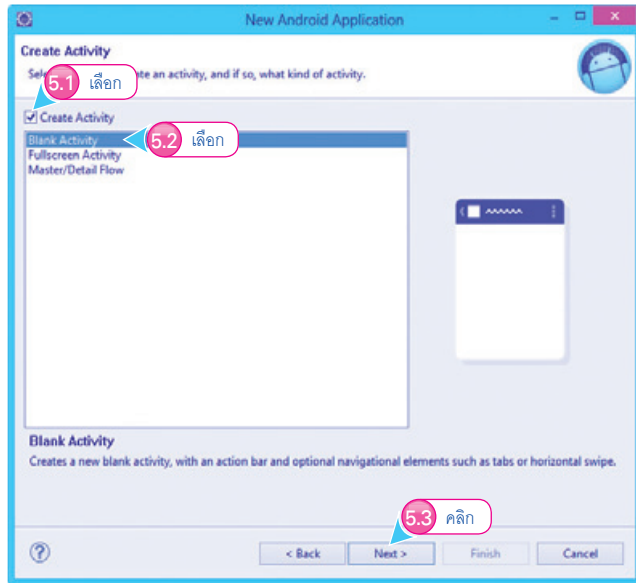 New Android Application
Create Activity
Sel te an activity, and if so, what kind of activity.
5.1 เลือก
Create Activity
Blank Activity
5.2 เลือก
Fullscreen Activity
Master/Detail Flow
Blank Activity
Creates a new blank activity, with an action bar and optional navigational elements such as tabs or horizontal swipe.
5.3 คลิก
? < Back Next > Finish Cancel